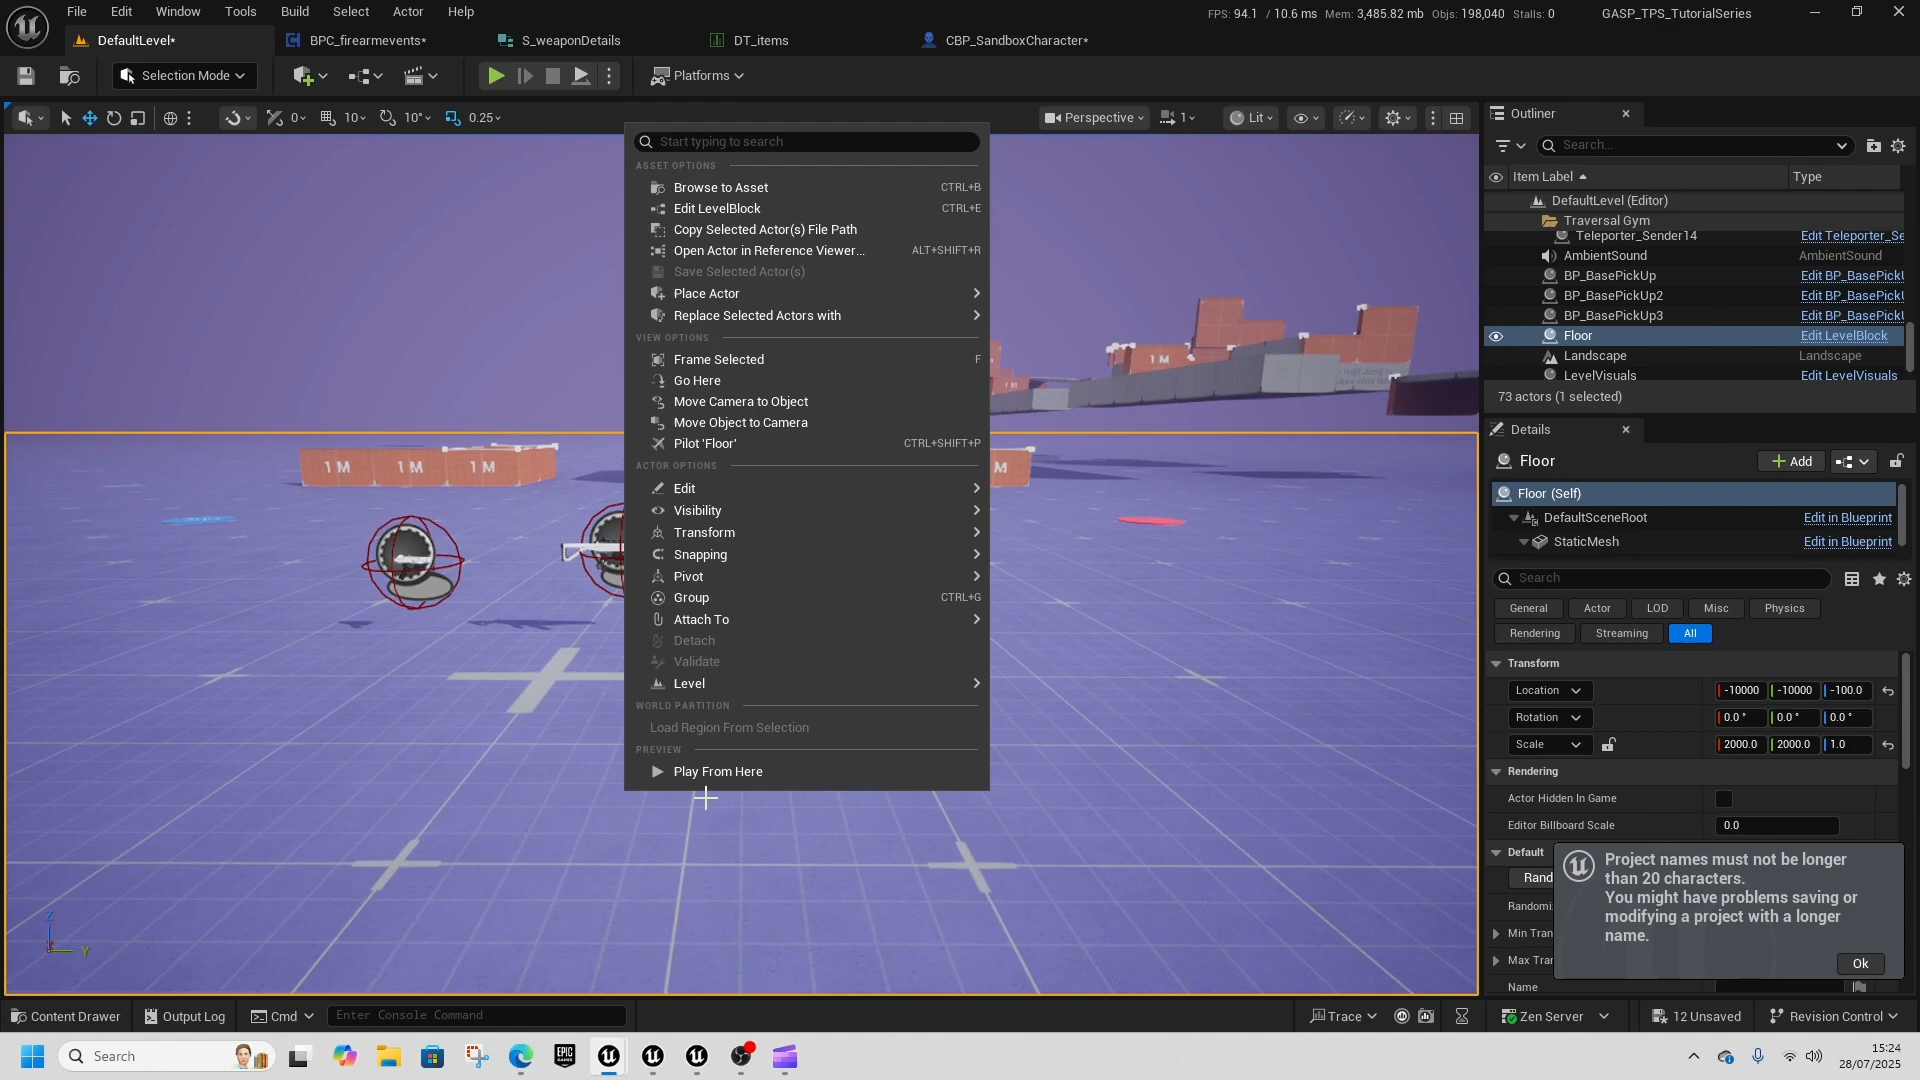 File Edit Window Tools Build Select Actor Help
FPS: 94.1 / 10.6 ms Mem: 3,485.82 mb Objs: 198,040 Stalls: 0
GASP_TPS_TutorialSeries
DefaultLevel* BPC_firearmevents* S_weaponDetails DT_items CBP_SandboxCharacter*
Selection Mode Platforms
0 10 10° 0.25 Perspective 1 Lit
Start typing to search
ASSET OPTIONS
Browse to Asset CTRL+B
Edit LevelBlock CTRL+E
Copy Selected Actor(s) File Path
Open Actor in Reference Viewer... ALT+SHIFT+R
Save Selected Actor(s)
Place Actor
Replace Selected Actors with
VIEW OPTIONS
Frame Selected F
Go Here
Move Camera to Object
Move Object to Camera
Pilot 'Floor' CTRL+SHIFT+P
ACTOR OPTIONS
Edit
Visibility
Transform
Snapping
Pivot
Group CTRL+G
Attach To
Detach
Validate
Level
WORLD PARTITION
Load Region From Selection
PREVIEW
Play From Here
1 M 1 M 1 M
M
1 M
M
Z
Y
Outliner
Search...
Item Label Type
DefaultLevel (Editor)
Traversal Gym
Teleporter_Sender14 Edit Teleporter_Se
AmbientSound AmbientSound
BP_BasePickUp Edit BP_BasePickU
BP_BasePickUp2 Edit BP_BasePickU
BP_BasePickUp3 Edit BP_BasePickU
Floor Edit LevelBlock
Landscape Landscape
LevelVisuals Edit LevelVisuals
73 actors (1 selected)
Details
Floor Add
Floor (Self)
DefaultSceneRoot Edit in Blueprint
StaticMesh Edit in Blueprint
Search
General Actor LOD Misc Physics
Rendering Streaming All
Transform
Location -10000 -10000 -100.0
Rotation 0.0 ° 0.0 ° 0.0 °
Scale 2000.0 2000.0 1.0
Rendering
Actor Hidden In Game
Editor Billboard Scale 0.0
Default
Rand
Randomi
Min Tran
Max Tra
Name
Project names must not be longer
than 20 characters.
You might have problems saving or
modifying a project with a longer
name.
Ok
Content Drawer Output Log Cmd Enter Console Command Trace Zen Server 12 Unsaved Revision Control
Search
EPIC
GAMES
15:24
28/07/2025